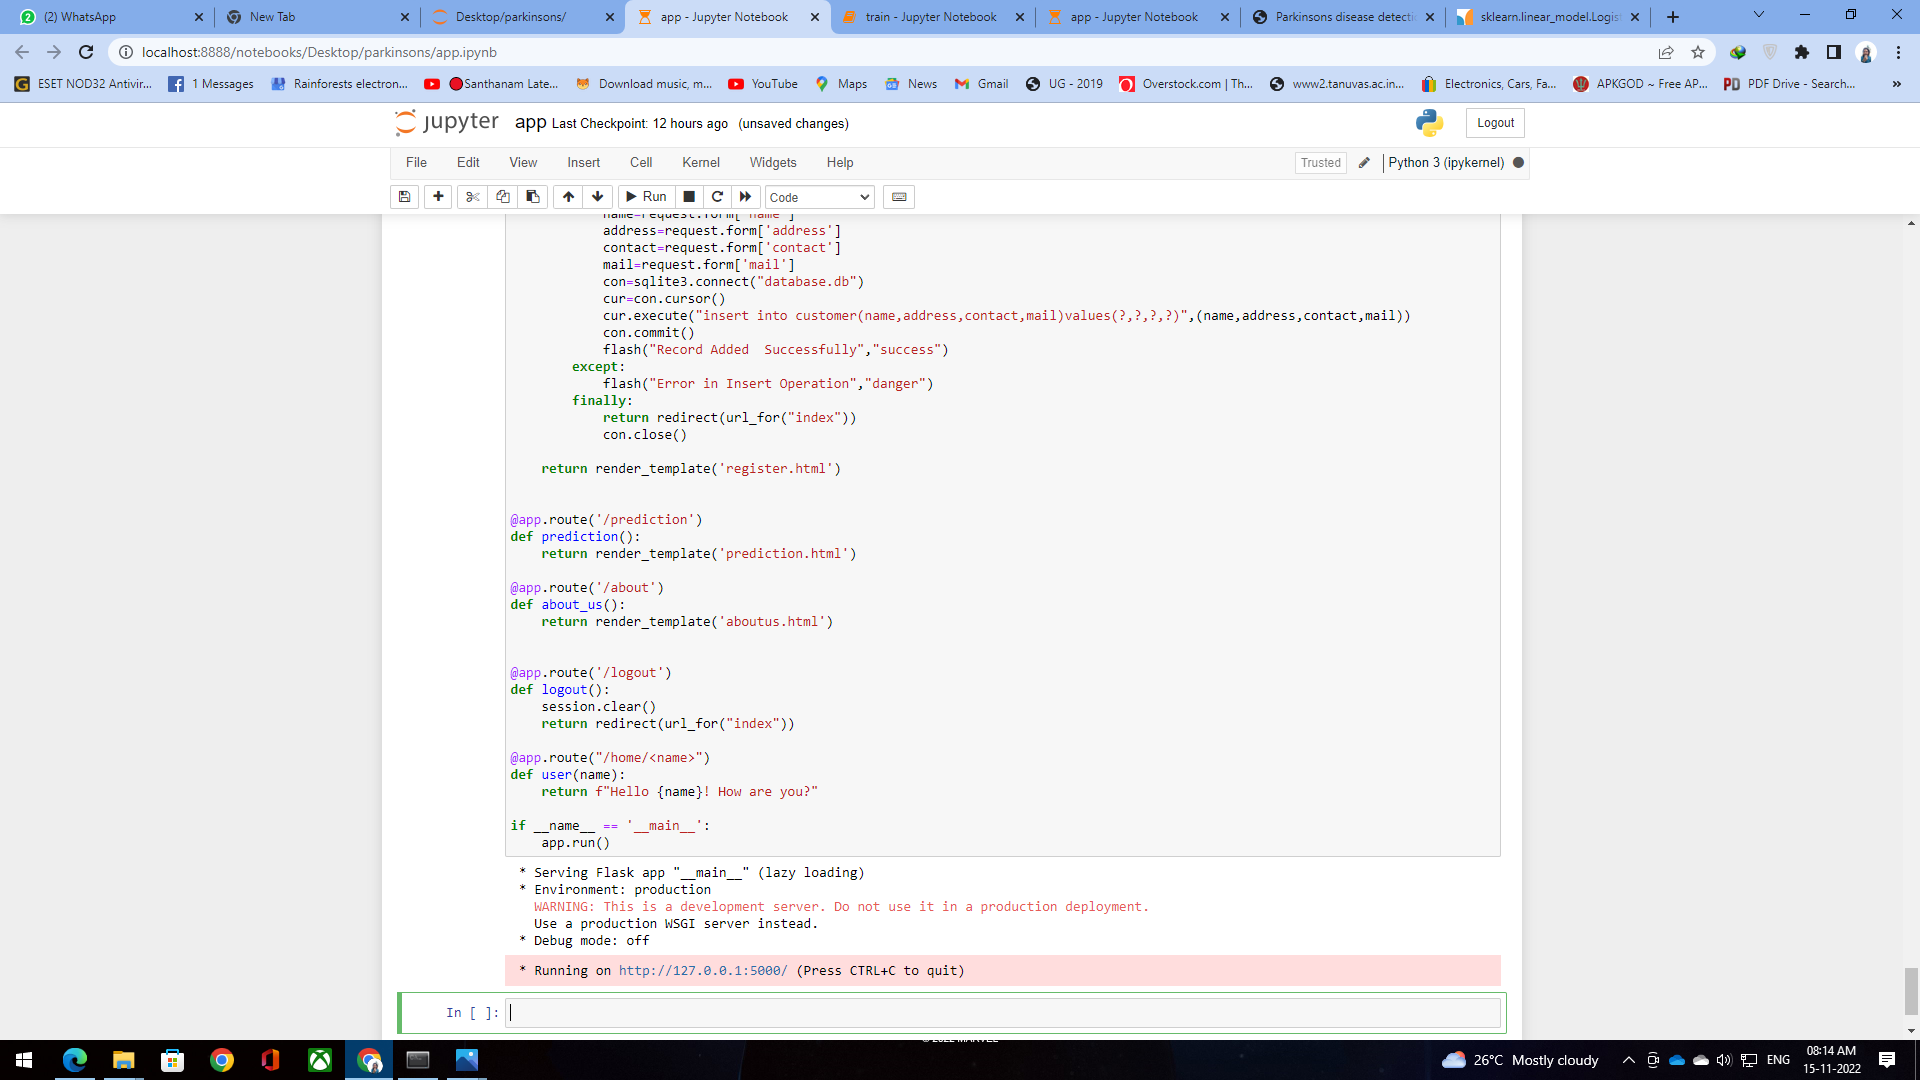 (2) WhatsApp
New Tab
Desktop/parkinsons/
app - Jupyter Notebook
train - Jupyter Notebook
app - Jupyter Notebook
Parkinsons disease detecti
sklearn.linear_model.Logis
localhost:8888/notebooks/Desktop/parkinsons/app.ipynb
ESET NOD32 Antivir...
1 Messages
Rainforests electron...
Santhanam Late...
Download music, m...
YouTube
Maps
News
Gmail
UG - 2019
Overstock.com | Th...
www2.tanuvas.ac.in...
Electronics, Cars, Fa...
APKGOD ~ Free AP...
PDF Drive - Search...
»
jupyter app Last Checkpoint: 12 hours ago (unsaved changes)
Logout
File Edit View Insert Cell Kernel Widgets Help
Trusted
Python 3 (ipykernel)
Run
Code
name=request.form['name']
address=request.form['address']
contact=request.form['contact']
mail=request.form['mail']
con=sqlite3.connect("database.db")
cur=con.cursor()
cur.execute("insert into customer(name,address,contact,mail)values(?,?,?,?)",(name,address,contact,mail))
con.commit()
flash("Record Added  Successfully","success")
except:
flash("Error in Insert Operation","danger")
finally:
return redirect(url_for("index"))
con.close()
return render_template('register.html')
@app.route('/prediction')
def prediction():
return render_template('prediction.html')
@app.route('/about')
def about_us():
return render_template('aboutus.html')
@app.route('/logout')
def logout():
session.clear()
return redirect(url_for("index"))
@app.route("/home/<name>")
def user(name):
return f"Hello {name}! How are you?"
if __name__ == '__main__':
app.run()
* Serving Flask app "__main__" (lazy loading)
* Environment: production
WARNING: This is a development server. Do not use it in a production deployment.
Use a production WSGI server instead.
* Debug mode: off
* Running on http://127.0.0.1:5000/ (Press CTRL+C to quit)
In [ ]:
© 2022 MARVEL
26°C Mostly cloudy
ENG
08:14 AM
15-11-2022